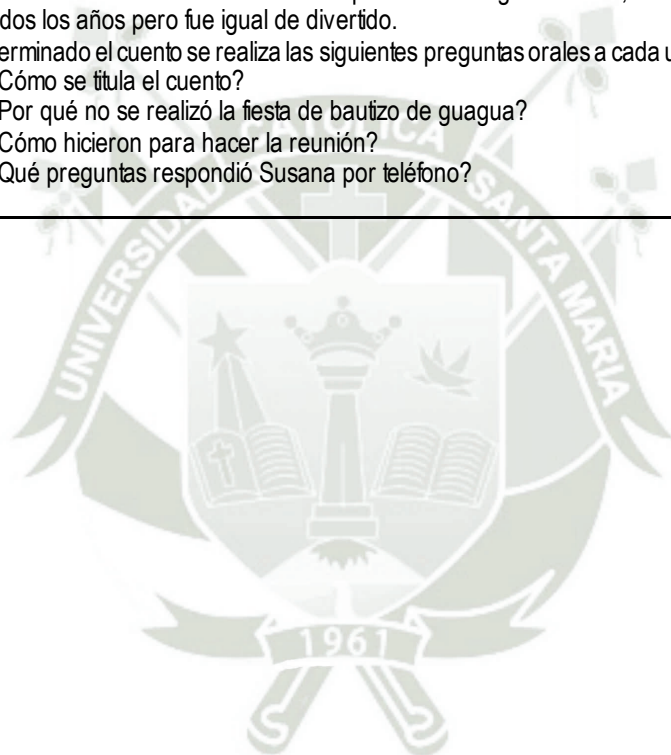 dos los años pero fue igual de divertido.
erminado el cuento se realiza las siguientes preguntas orales a cada u
Cómo se titula el cuento?
Por qué no se realizó la fiesta de bautizo de guagua?
Cómo hicieron para hacer la reunión?
Qué preguntas respondió Susana por teléfono?
UNIVERSIDAD CATÓLICA SANTA MARIA
1961